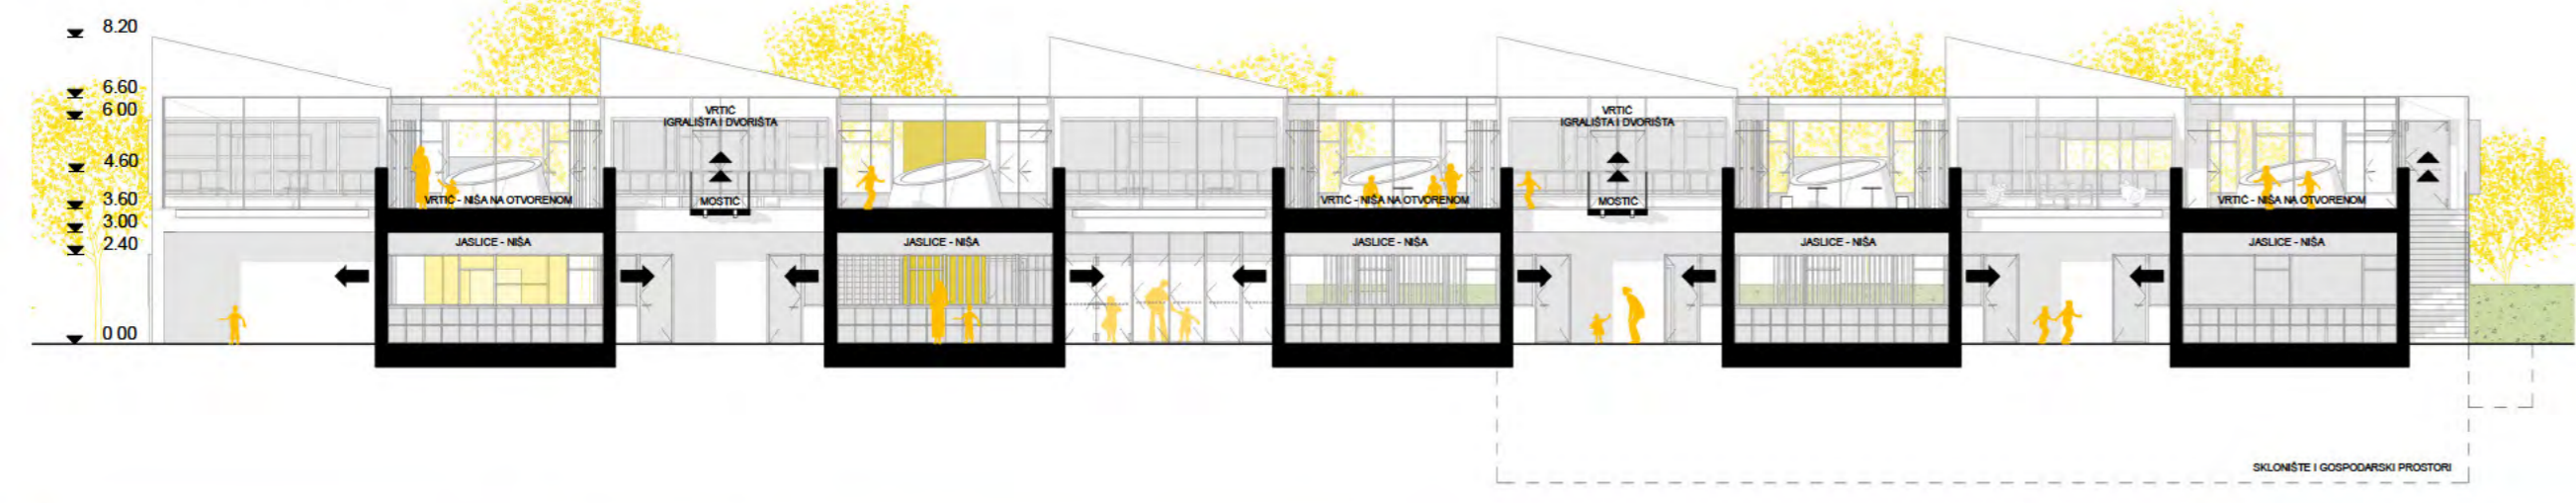 8.20
6.60
6 00
4.60
3.60
3.00
2.40
0 00
VRTIĆ
IGRALIŠTA I DVORIŠTA
VRTIĆ
IGRALIŠTA I DVORIŠTA
VRTIĆ - NIŠA NA OTVORENOM
MOSTIĆ
VRTIĆ - NIŠA NA OTVORENOM
MOSTIĆ
VRTIĆ - NIŠA NA OTVORENOM
JASLICE - NIŠA
JASLICE - NIŠA
JASLICE - NIŠA
JASLICE - NIŠA
JASLICE - NIŠA
SKLONIŠTE I GOSPODARSKI PROSTORI